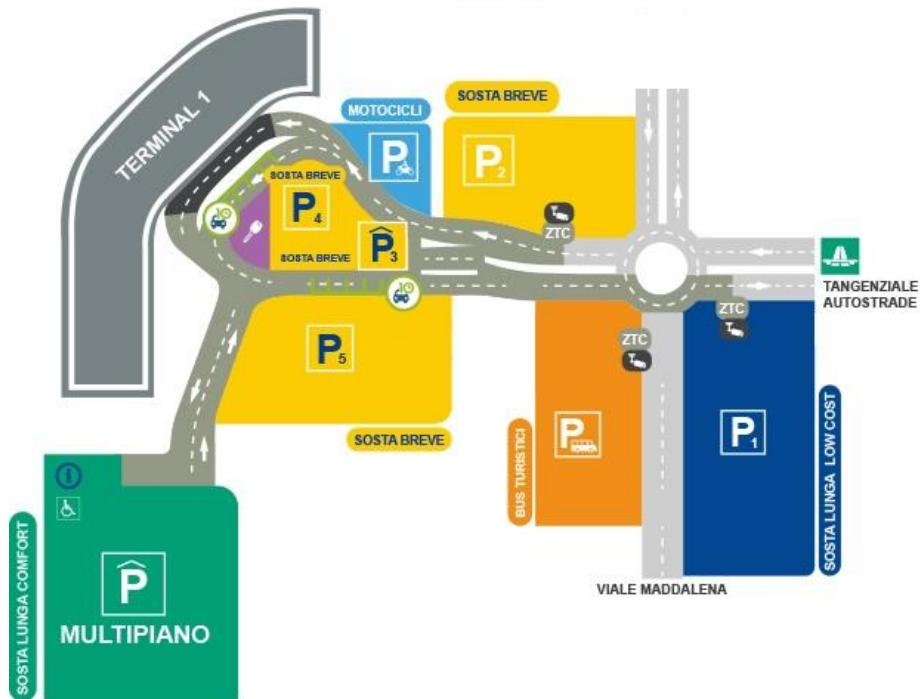 TERMINAL 1
MOTOCICLI
P
SOSTA BREVE
P2
ZTC
SOSTA BREVE
P4
P3
SOSTA BREVE
P5
SOSTA BREVE
TANGENZIALE
AUTOSTRADE
ZTC
ZTC
P
BUS TURISTICI
P1
SOSTA LUNGA LOW COST
VIALE MADDALENA
i
P
MULTIPIANO
SOSTA LUNGA COMFORT